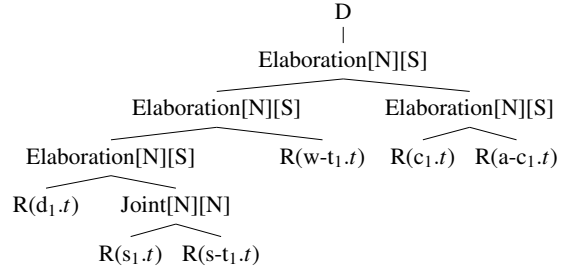 D
Elaboration[N][S]
Elaboration[N][S] Elaboration[N][S]
Elaboration[N][S] R(w-t₁.t) R(c₁.t) R(a-c₁.t)
R(d₁.t) Joint[N][N]
R(s₁.t) R(s-t₁.t)